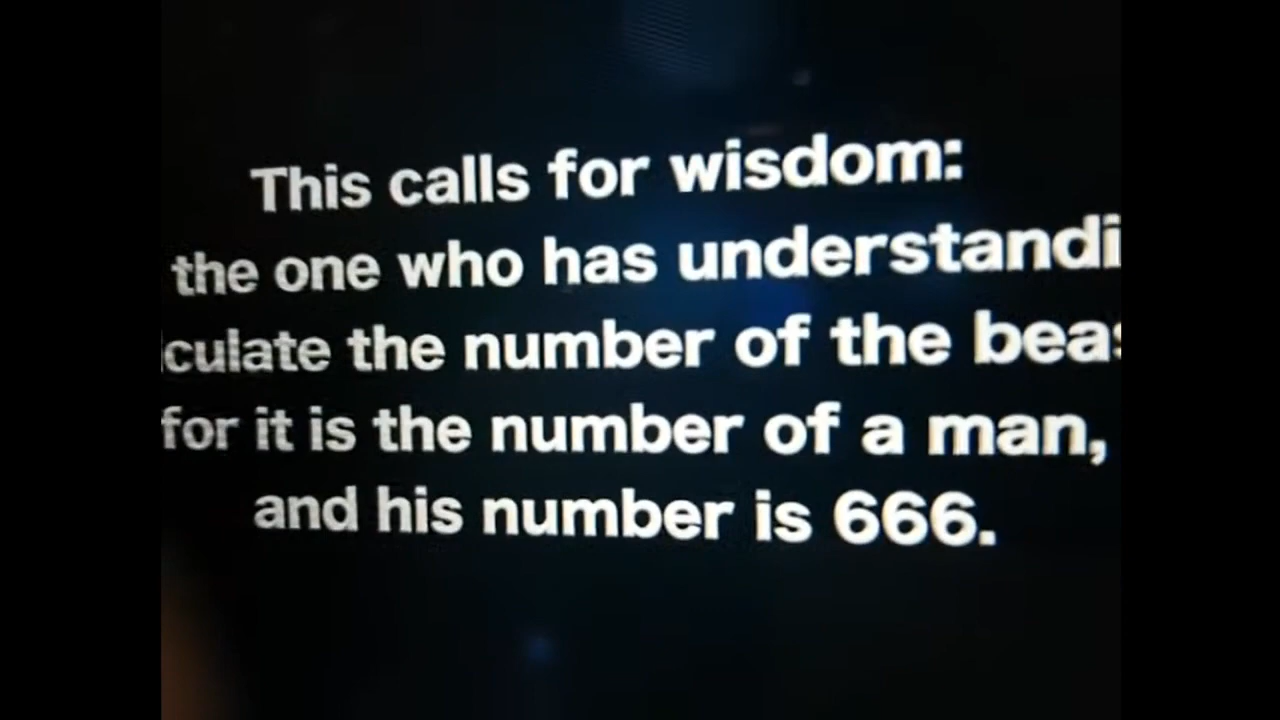 This calls for wisdom:
the one who has understandi
culate the number of the beas
for it is the number of a man,
and his number is 666.